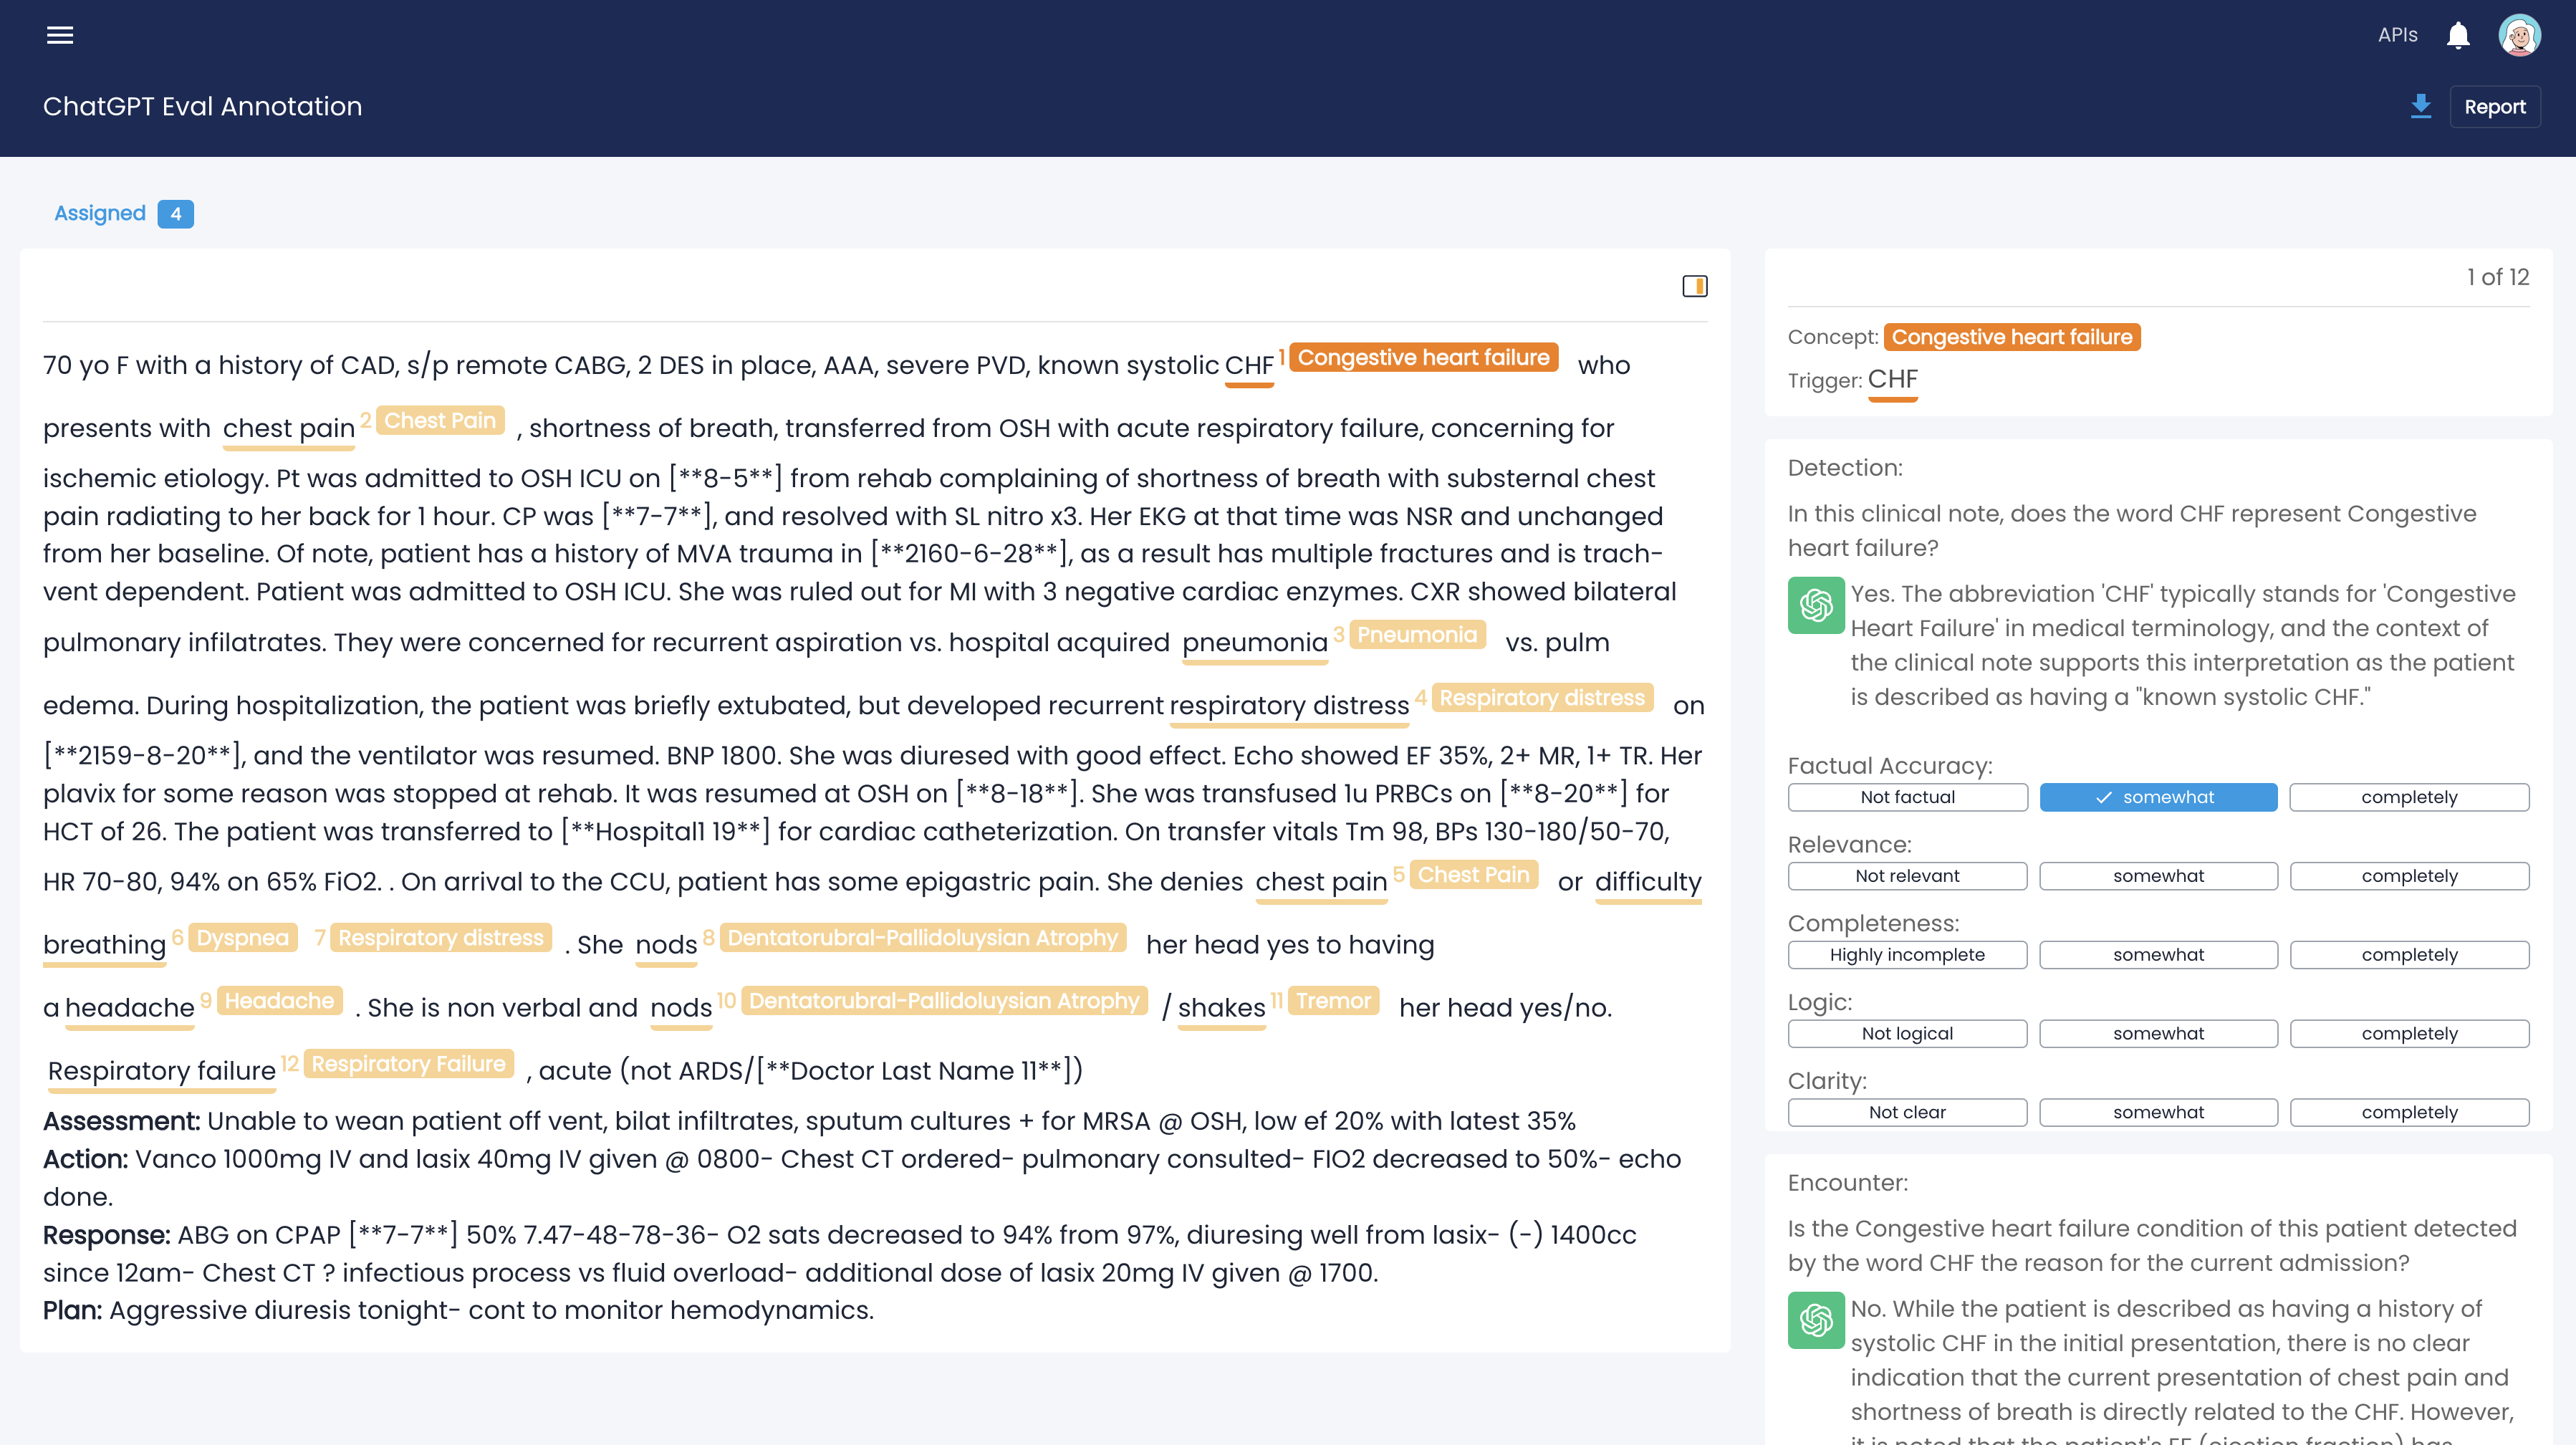 APIs
ChatGPT Eval Annotation
Report
Assigned 4
70 yo F with a history of CAD, s/p remote CABG, 2 DES in place, AAA, severe PVD, known systolic CHF 1 Congestive heart failure who
presents with chest pain 2 Chest Pain , shortness of breath, transferred from OSH with acute respiratory failure, concerning for
ischemic etiology. Pt was admitted to OSH ICU on [**8-5**] from rehab complaining of shortness of breath with substernal chest
pain radiating to her back for 1 hour. CP was [**7-7**], and resolved with SL nitro x3. Her EKG at that time was NSR and unchanged
from her baseline. Of note, patient has a history of MVA trauma in [**2160-6-28**], as a result has multiple fractures and is trach-
vent dependent. Patient was admitted to OSH ICU. She was ruled out for MI with 3 negative cardiac enzymes. CXR showed bilateral
pulmonary infilatrates. They were concerned for recurrent aspiration vs. hospital acquired pneumonia 3 Pneumonia vs. pulm
edema. During hospitalization, the patient was briefly extubated, but developed recurrent respiratory distress 4 Respiratory distress on
[**2159-8-20**], and the ventilator was resumed. BNP 1800. She was diuresed with good effect. Echo showed EF 35%, 2+ MR, 1+ TR. Her
plavix for some reason was stopped at rehab. It was resumed at OSH on [**8-18**]. She was transfused 1u PRBCs on [**8-20**] for
HCT of 26. The patient was transferred to [**Hospital1 19**] for cardiac catheterization. On transfer vitals Tm 98, BPs 130-180/50-70,
HR 70-80, 94% on 65% FiO2. . On arrival to the CCU, patient has some epigastric pain. She denies chest pain 5 Chest Pain or difficulty
breathing 6 Dyspnea 7 Respiratory distress . She nods 8 Dentatorubral-Pallidoluysian Atrophy her head yes to having
a headache 9 Headache . She is non verbal and nods 10 Dentatorubral-Pallidoluysian Atrophy / shakes 11 Tremor her head yes/no.
Respiratory failure 12 Respiratory Failure , acute (not ARDS/[**Doctor Last Name 11**])
Assessment: Unable to wean patient off vent, bilat infiltrates, sputum cultures + for MRSA @ OSH, low ef 20% with latest 35%
Action: Vanco 1000mg IV and lasix 40mg IV given @ 0800- Chest CT ordered- pulmonary consulted- FIO2 decreased to 50%- echo
done.
Response: ABG on CPAP [**7-7**] 50% 7.47-48-78-36- O2 sats decreased to 94% from 97%, diuresing well from lasix- (-) 1400cc
since 12am- Chest CT ? infectious process vs fluid overload- additional dose of lasix 20mg IV given @ 1700.
Plan: Aggressive diuresis tonight- cont to monitor hemodynamics.
1 of 12
Concept: Congestive heart failure
Trigger: CHF
Detection:
In this clinical note, does the word CHF represent Congestive
heart failure?
Yes. The abbreviation 'CHF' typically stands for 'Congestive
Heart Failure' in medical terminology, and the context of
the clinical note supports this interpretation as the patient
is described as having a "known systolic CHF."
Factual Accuracy:
Not factual somewhat completely
Relevance:
Not relevant somewhat completely
Completeness:
Highly incomplete somewhat completely
Logic:
Not logical somewhat completely
Clarity:
Not clear somewhat completely
Encounter:
Is the Congestive heart failure condition of this patient detected
by the word CHF the reason for the current admission?
No. While the patient is described as having a history of
systolic CHF in the initial presentation, there is no clear
indication that the current presentation of chest pain and
shortness of breath is directly related to the CHF. However,
it is noted that the patient's EF (ejection fraction) has